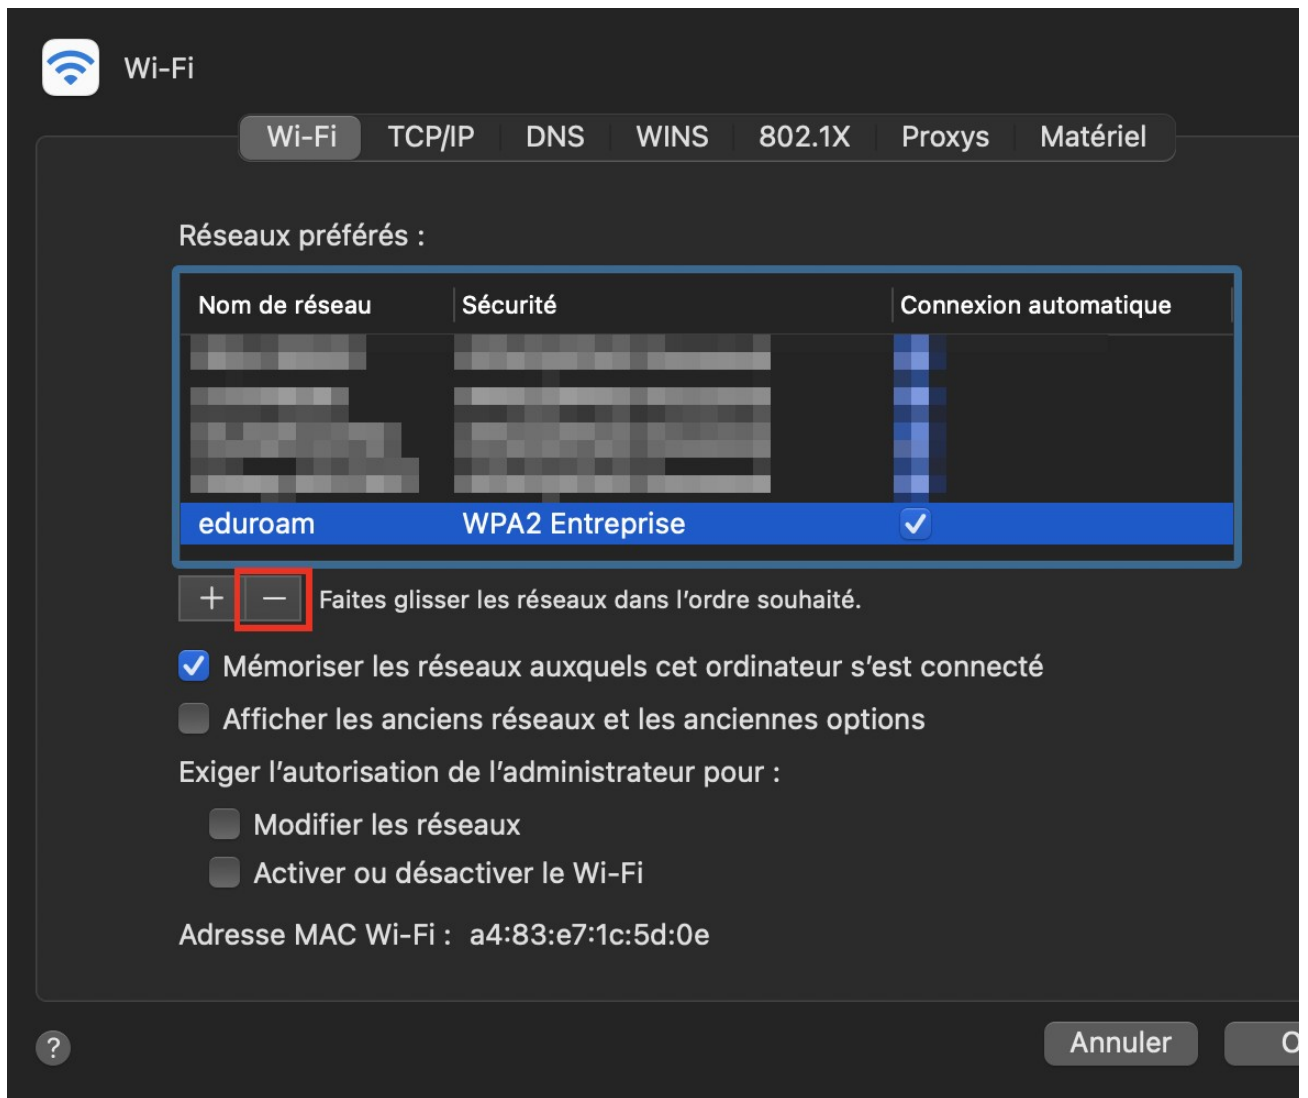 Wi-Fi
Wi-Fi TCP/IP DNS WINS 802.1X Proxys Matériel
Réseaux préférés :
Nom de réseau Sécurité Connexion automatique
eduroam WPA2 Entreprise
+ − Faites glisser les réseaux dans l’ordre souhaité.
Mémoriser les réseaux auxquels cet ordinateur s’est connecté
Afficher les anciens réseaux et les anciennes options
Exiger l’autorisation de l’administrateur pour :
Modifier les réseaux
Activer ou désactiver le Wi-Fi
Adresse MAC Wi-Fi : a4:83:e7:1c:5d:0e
? Annuler